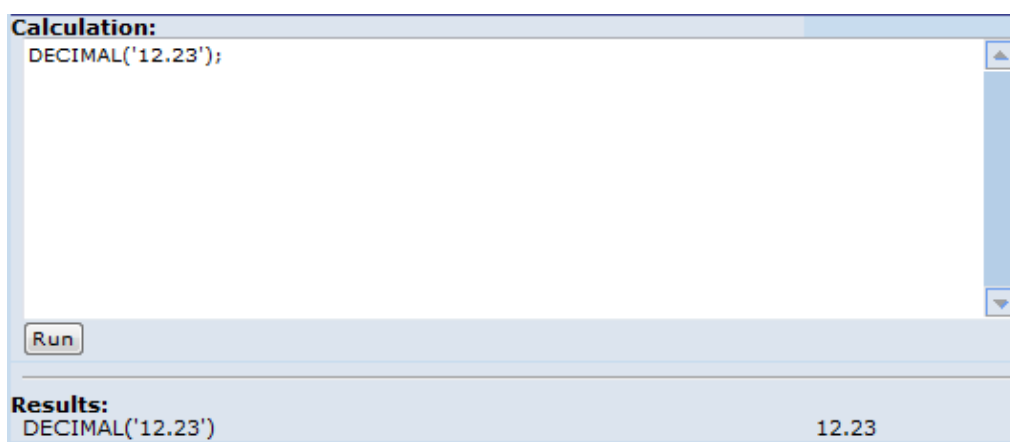 Calculation:
DECIMAL('12.23');
Run
Results:
DECIMAL('12.23') 12.23